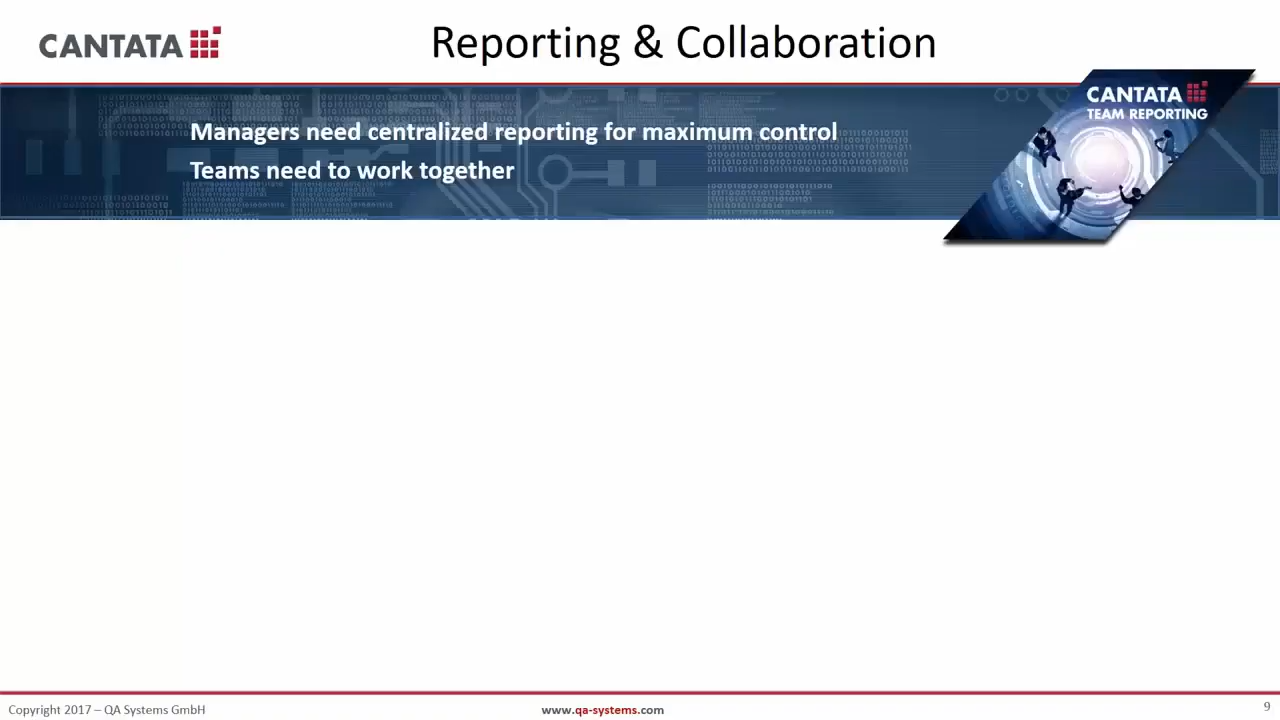 CANTATA
Reporting & Collaboration
CANTATA
TEAM REPORTING
Managers need centralized reporting for maximum control
Teams need to work together
Copyright 2017 – QA Systems GmbH
www.qa-systems.com
9